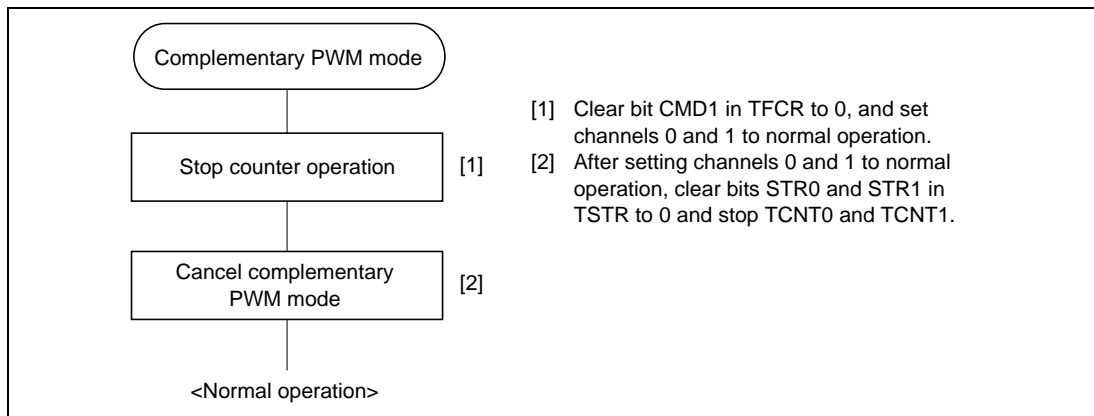 Complementary PWM mode
Stop counter operation
[1]
Cancel complementary
PWM mode
[2]
<Normal operation>
[1] Clear bit CMD1 in TFCR to 0, and set
channels 0 and 1 to normal operation.
[2] After setting channels 0 and 1 to normal
operation, clear bits STR0 and STR1 in
TSTR to 0 and stop TCNT0 and TCNT1.